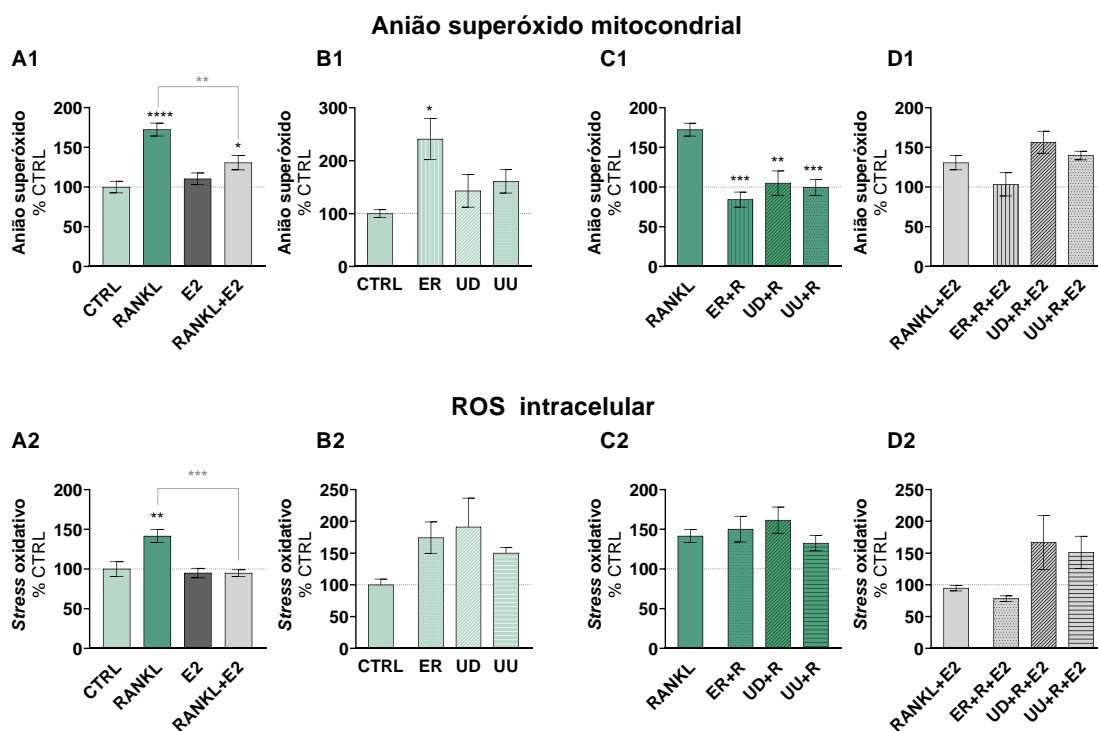 Anião superóxido mitocondrial
A1
B1
C1
D1
Anião superóxido
% CTRL
200
150
100
50
0
**
****
*
CTRL
RANKL
E2
RANKL+E2
Anião superóxido
% CTRL
300
200
100
0
*
CTRL
ER
UD
UU
Anião superóxido
% CTRL
200
150
100
50
0
***
**
***
RANKL
ER+R
UD+R
UU+R
Anião superóxido
% CTRL
200
150
100
50
0
RANKL+E2
ER+R+E2
UD+R+E2
UU+R+E2
ROS intracelular
A2
B2
C2
D2
Stress oxidativo
% CTRL
200
150
100
50
0
***
**
CTRL
RANKL
E2
RANKL+E2
Stress oxidativo
% CTRL
250
200
150
100
50
0
CTRL
ER
UD
UU
Stress oxidativo
% CTRL
200
150
100
50
0
RANKL
ER+R
UD+R
UU+R
Stress oxidativo
% CTRL
250
200
150
100
50
0
RANKL+E2
ER+R+E2
UD+R+E2
UU+R+E2